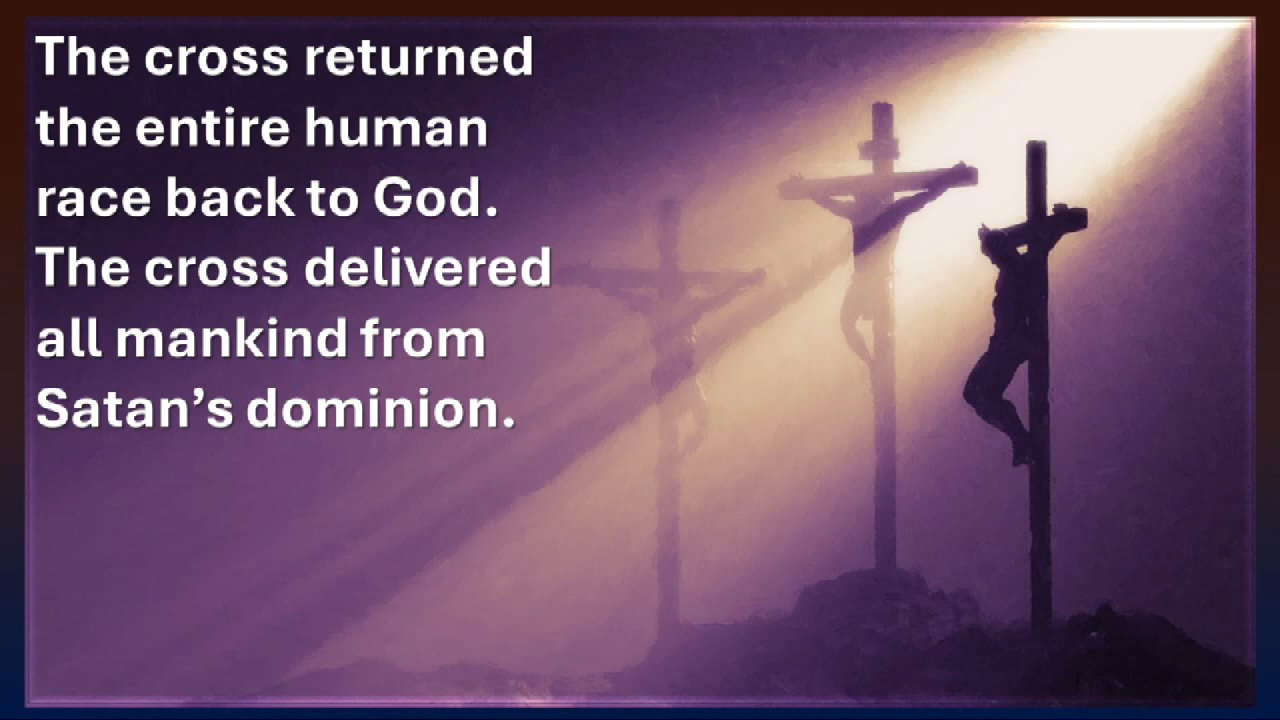 The cross returned
the entire human
race back to God.
The cross delivered
all mankind from
Satan’s dominion.